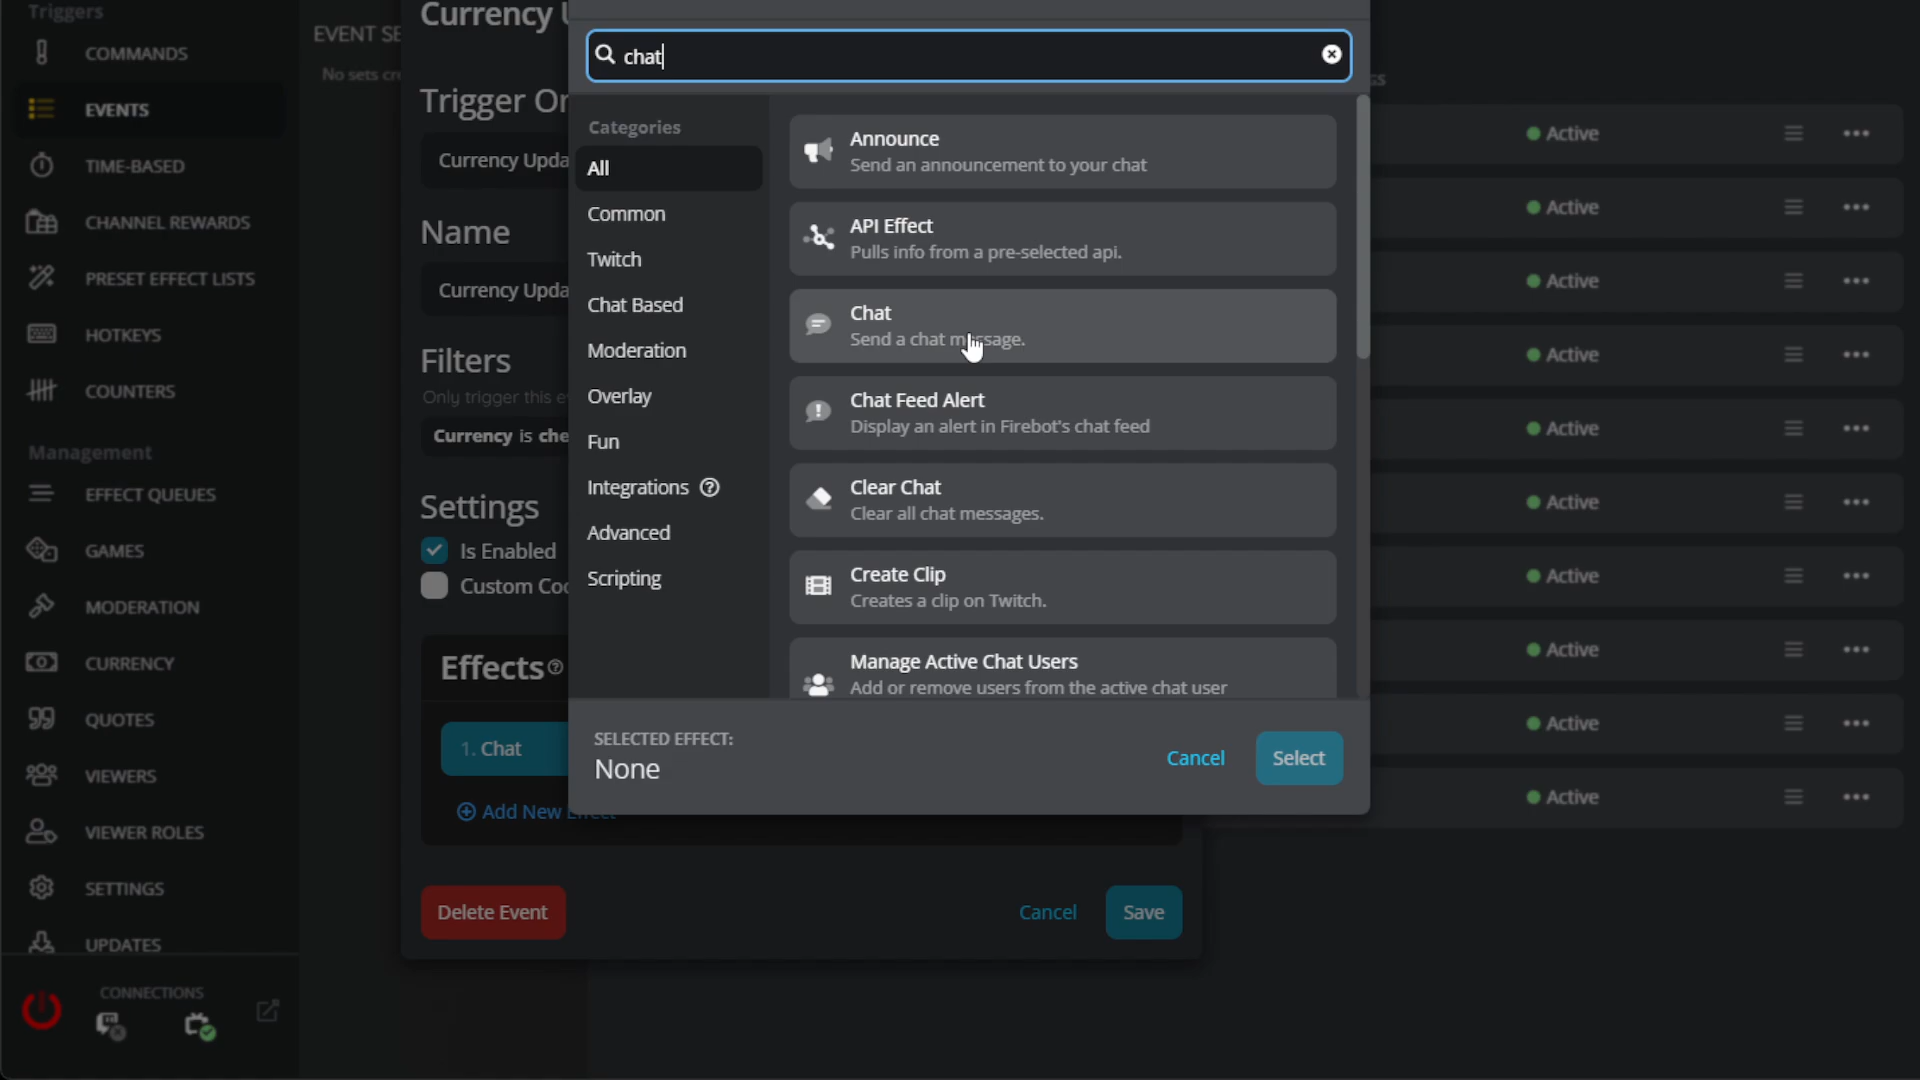 Triggers
COMMANDS
EVENTS
TIME-BASED
CHANNEL REWARDS
PRESET EFFECT LISTS
HOTKEYS
COUNTERS
Management
EFFECT QUEUES
GAMES
MODERATION
CURRENCY
QUOTES
VIEWERS
VIEWER ROLES
SETTINGS
UPDATES
CONNECTIONS
EVENT SE
No sets cre
Currency U
Trigger On
Currency Upda
Name
Currency Upda
Filters
Only trigger this e
Currency is che
Settings
Is Enabled
Custom Coo
Effects
1. Chat
Add New Effect
Delete Event
Cancel
Save
chat
Categories
All
Common
Twitch
Chat Based
Moderation
Overlay
Fun
Integrations
Advanced
Scripting
Announce
Send an announcement to your chat
API Effect
Pulls info from a pre-selected api.
Chat
Send a chat message.
Chat Feed Alert
Display an alert in Firebot's chat feed
Clear Chat
Clear all chat messages.
Create Clip
Creates a clip on Twitch.
Manage Active Chat Users
Add or remove users from the active chat user
SELECTED EFFECT:
None
Cancel
Select
GS
Active
Active
Active
Active
Active
Active
Active
Active
Active
Active